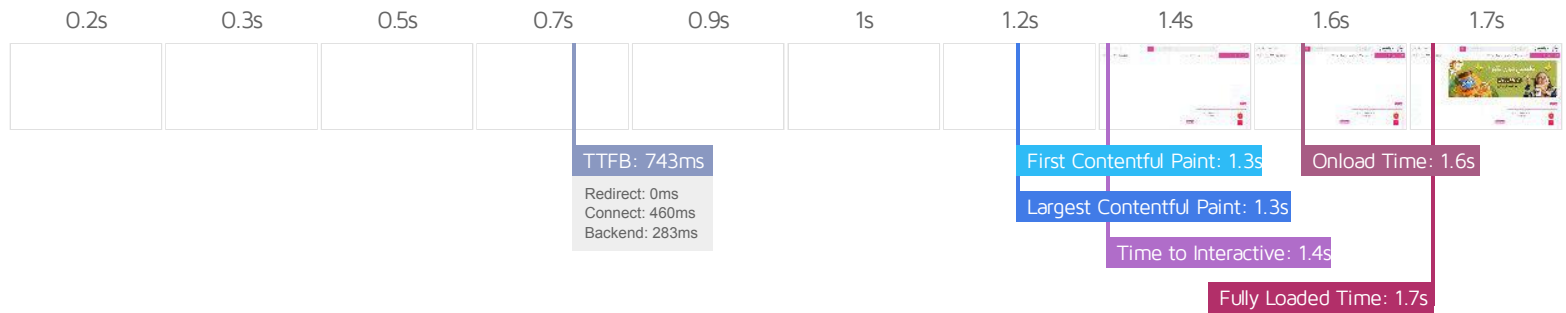 0.2s 0.3s 0.5s 0.7s 0.9s 1s 1.2s 1.4s 1.6s 1.7s
TTFB: 743ms
Redirect: 0ms
Connect: 460ms
Backend: 283ms
First Contentful Paint: 1.3s
Onload Time: 1.6s
Largest Contentful Paint: 1.3s
Time to Interactive: 1.4s
Fully Loaded Time: 1.7s